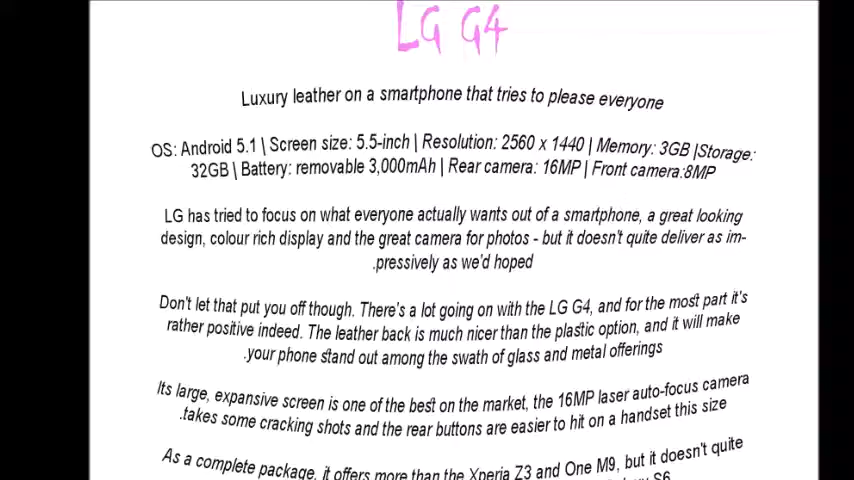 LG G4
Luxury leather on a smartphone that tries to please everyone
OS: Android 5.1 | Screen size: 5.5-inch | Resolution: 2560 x 1440 | Memory: 3GB |Storage:
32GB | Battery: removable 3,000mAh | Rear camera: 16MP | Front camera:8MP
LG has tried to focus on what everyone actually wants out of a smartphone, a great looking
design, colour rich display and the great camera for photos - but it doesn't quite deliver as im-
.pressively as we'd hoped
Don't let that put you off though. There's a lot going on with the LG G4, and for the most part it's
rather positive indeed. The leather back is much nicer than the plastic option, and it will make
.your phone stand out among the swath of glass and metal offerings
Its large, expansive screen is one of the best on the market, the 16MP laser auto-focus camera
.takes some cracking shots and the rear buttons are easier to hit on a handset this size
As a complete package, it offers more than the Xperia Z3 and One M9, but it doesn't quite
S6